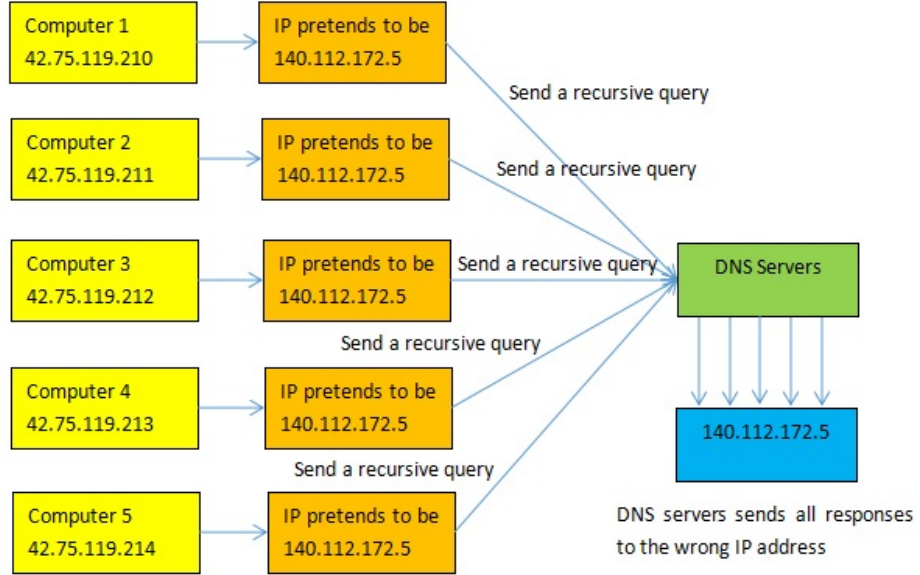 Computer 1
42.75.119.210
IP pretends to be
140.112.172.5
Send a recursive query
Computer 2
42.75.119.211
IP pretends to be
140.112.172.5
Send a recursive query
Computer 3
42.75.119.212
IP pretends to be
140.112.172.5
Send a recursive query
DNS Servers
Send a recursive query
Computer 4
42.75.119.213
IP pretends to be
140.112.172.5
140.112.172.5
Send a recursive query
Computer 5
42.75.119.214
IP pretends to be
140.112.172.5
DNS servers sends all responses
to the wrong IP address